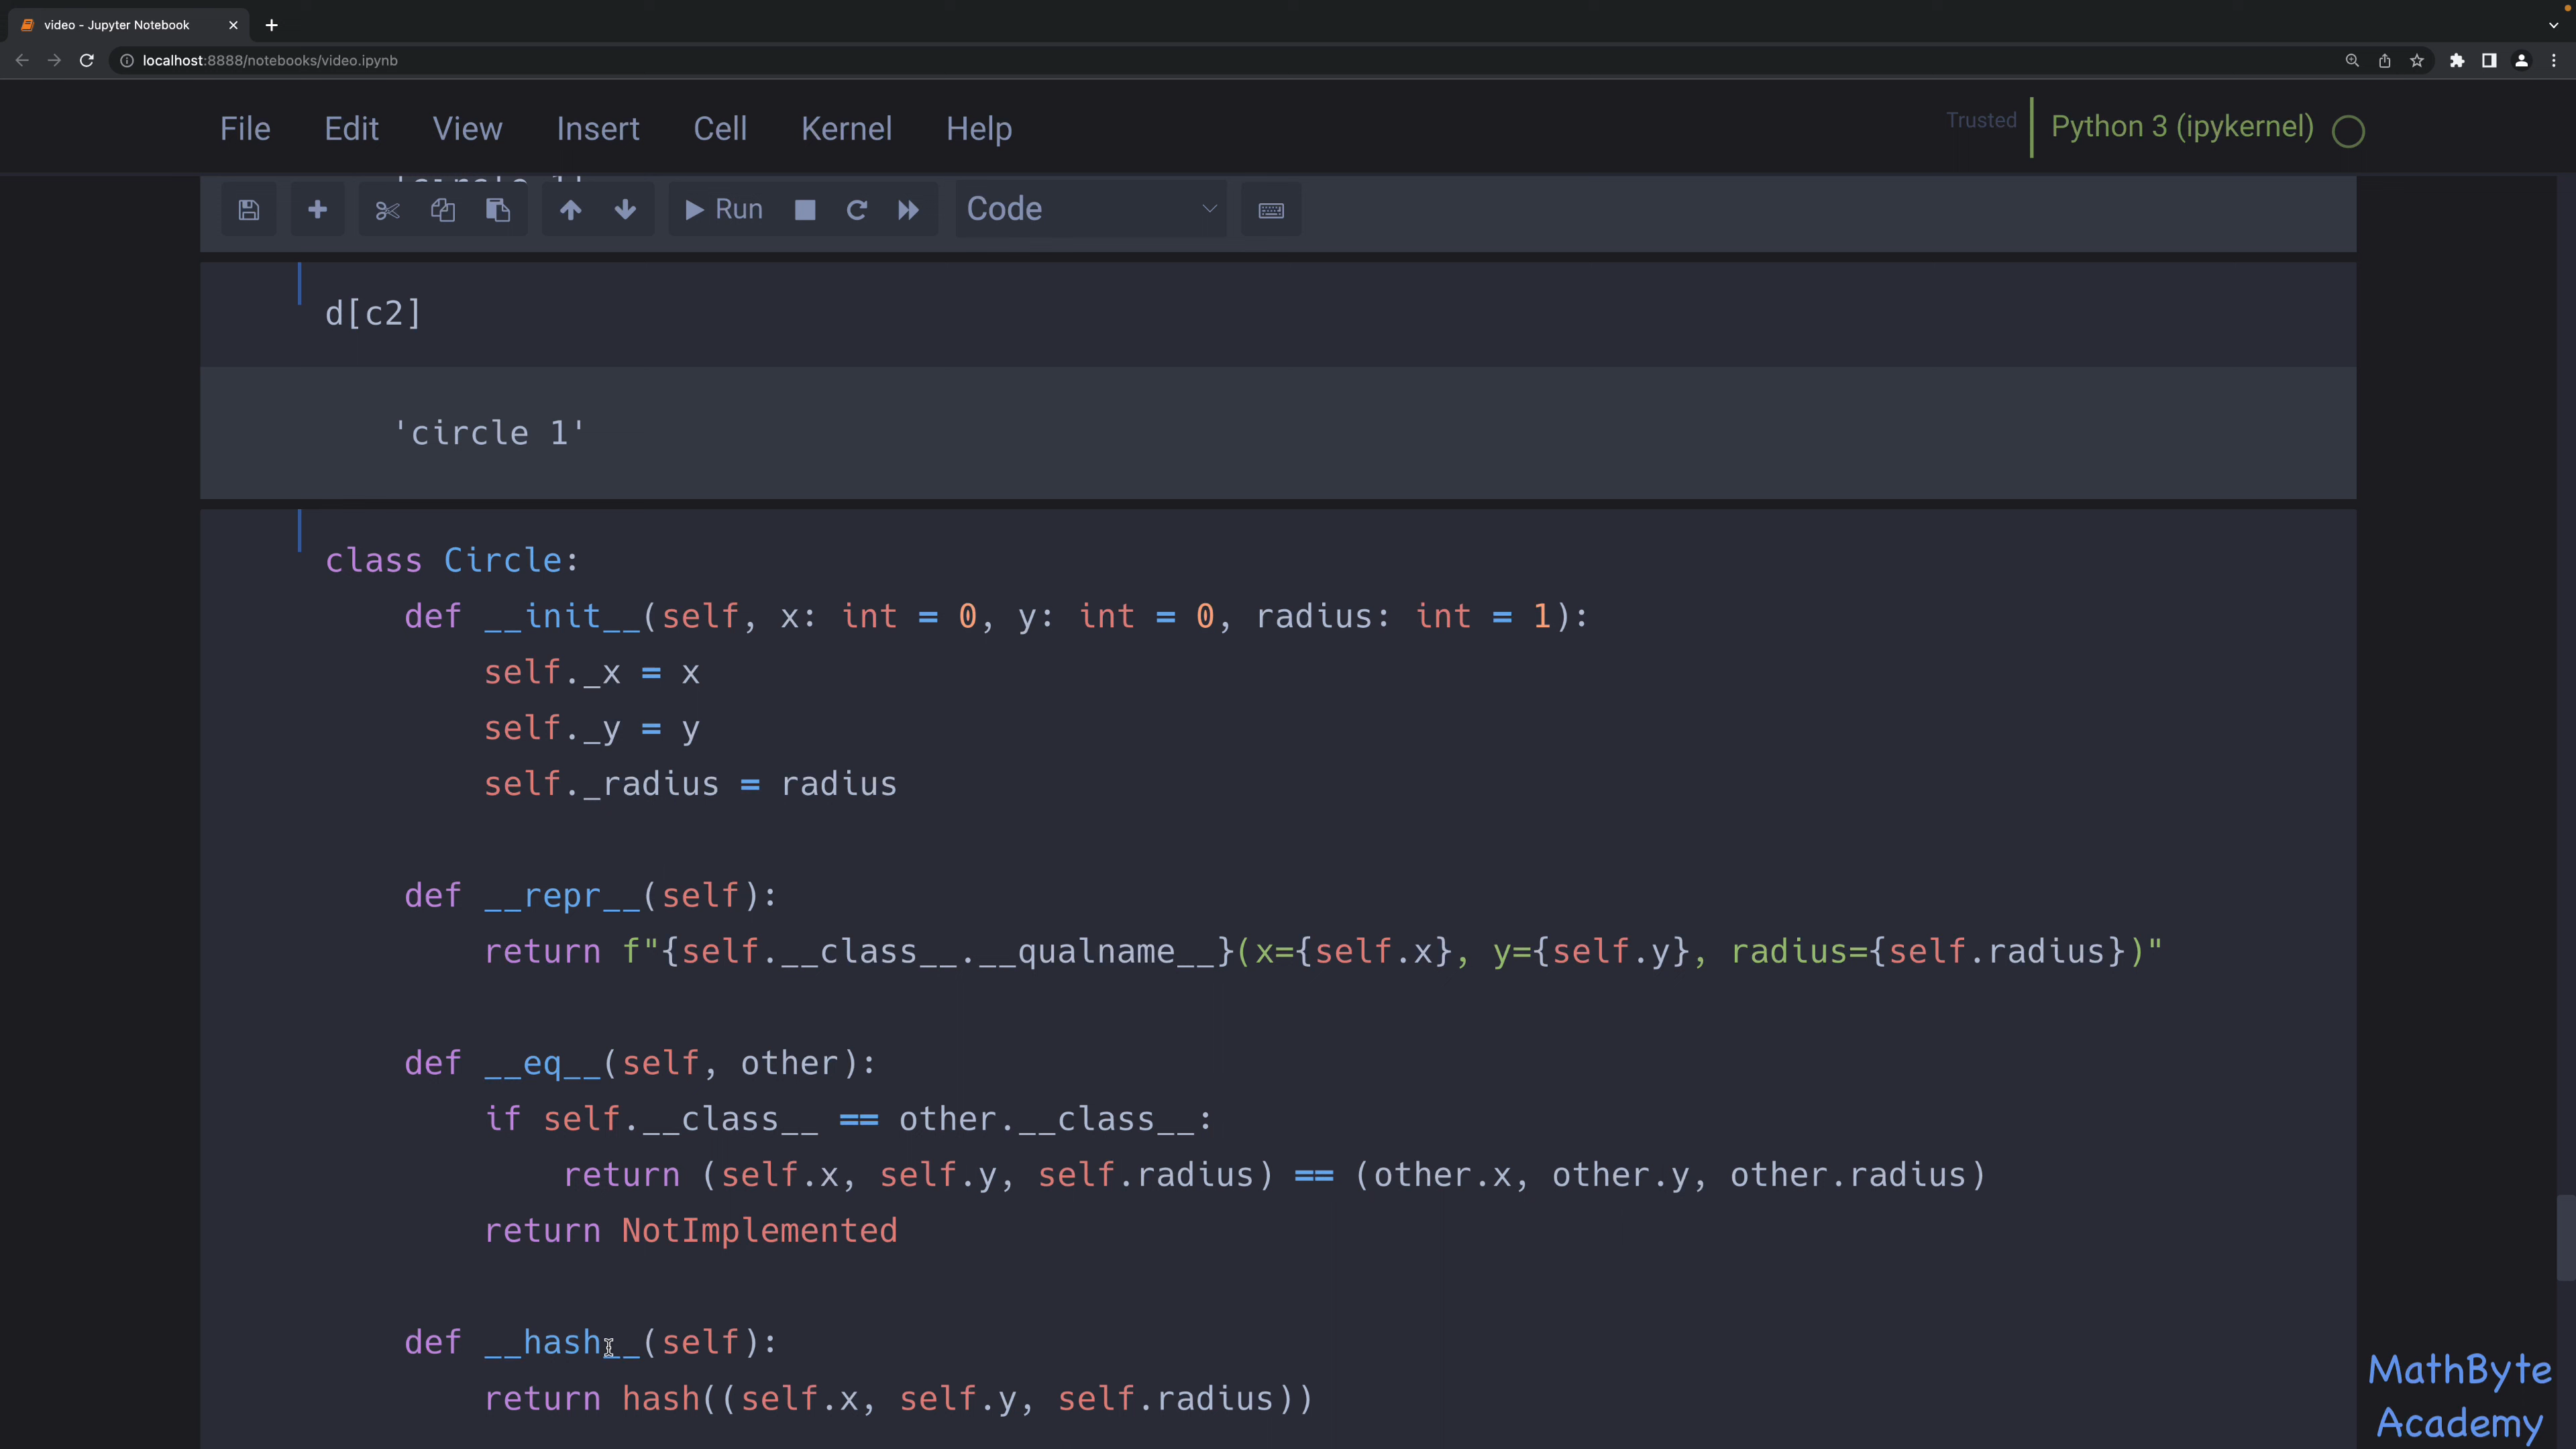 video - Jupyter Notebook
localhost:8888/notebooks/video.ipynb
File Edit View Insert Cell Kernel Help
Trusted Python 3 (ipykernel)
Run Code
d[c2]
'circle 1'
class Circle:
    def __init__(self, x: int = 0, y: int = 0, radius: int = 1):
        self._x = x
        self._y = y
        self._radius = radius
    def __repr__(self):
        return f"{self.__class__.__qualname__}(x={self.x}, y={self.y}, radius={self.radius})"
    def __eq__(self, other):
        if self.__class__ == other.__class__:
            return (self.x, self.y, self.radius) == (other.x, other.y, other.radius)
        return NotImplemented
    def __hash__(self):
        return hash((self.x, self.y, self.radius))
MathByte
Academy